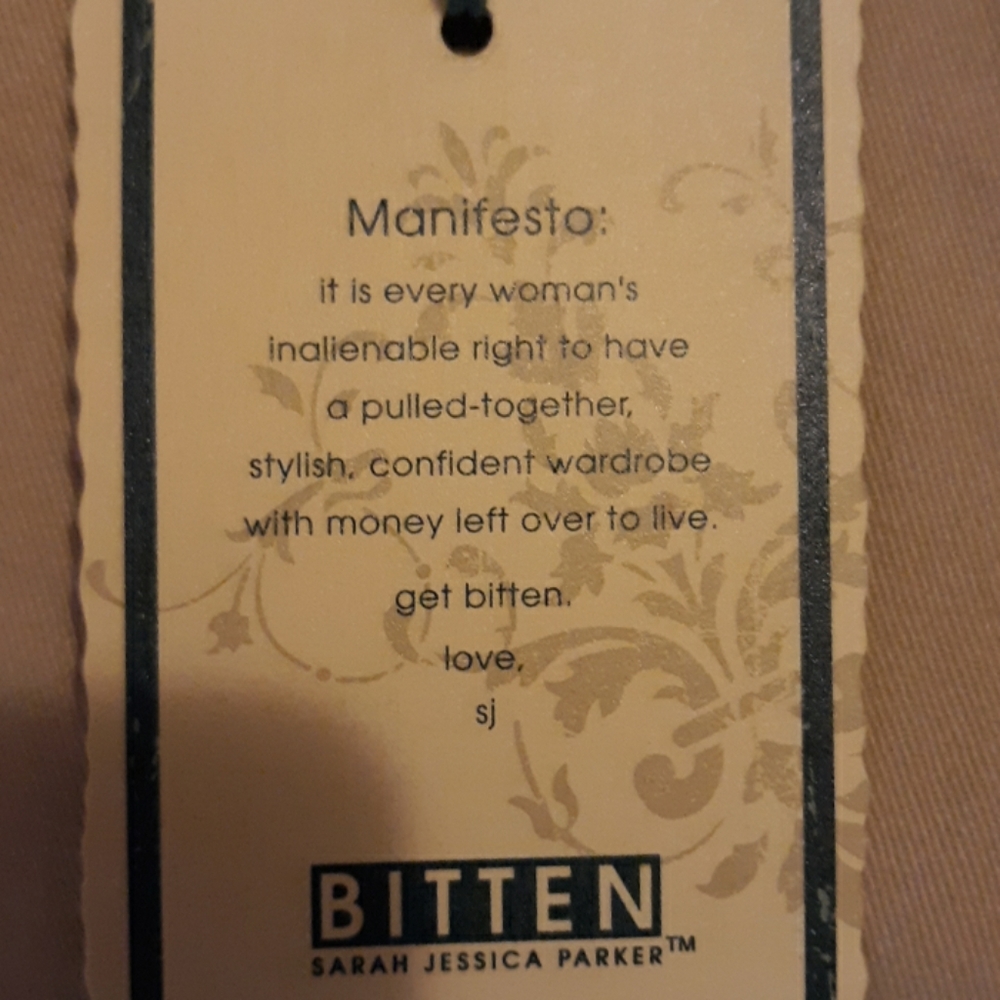 Manifesto:
it is every woman's
inalienable right to have
a pulled-together,
stylish, confident wardrobe
with money left over to live.
get bitten.
love,
sj
BITTEN
SARAH JESSICA PARKER™